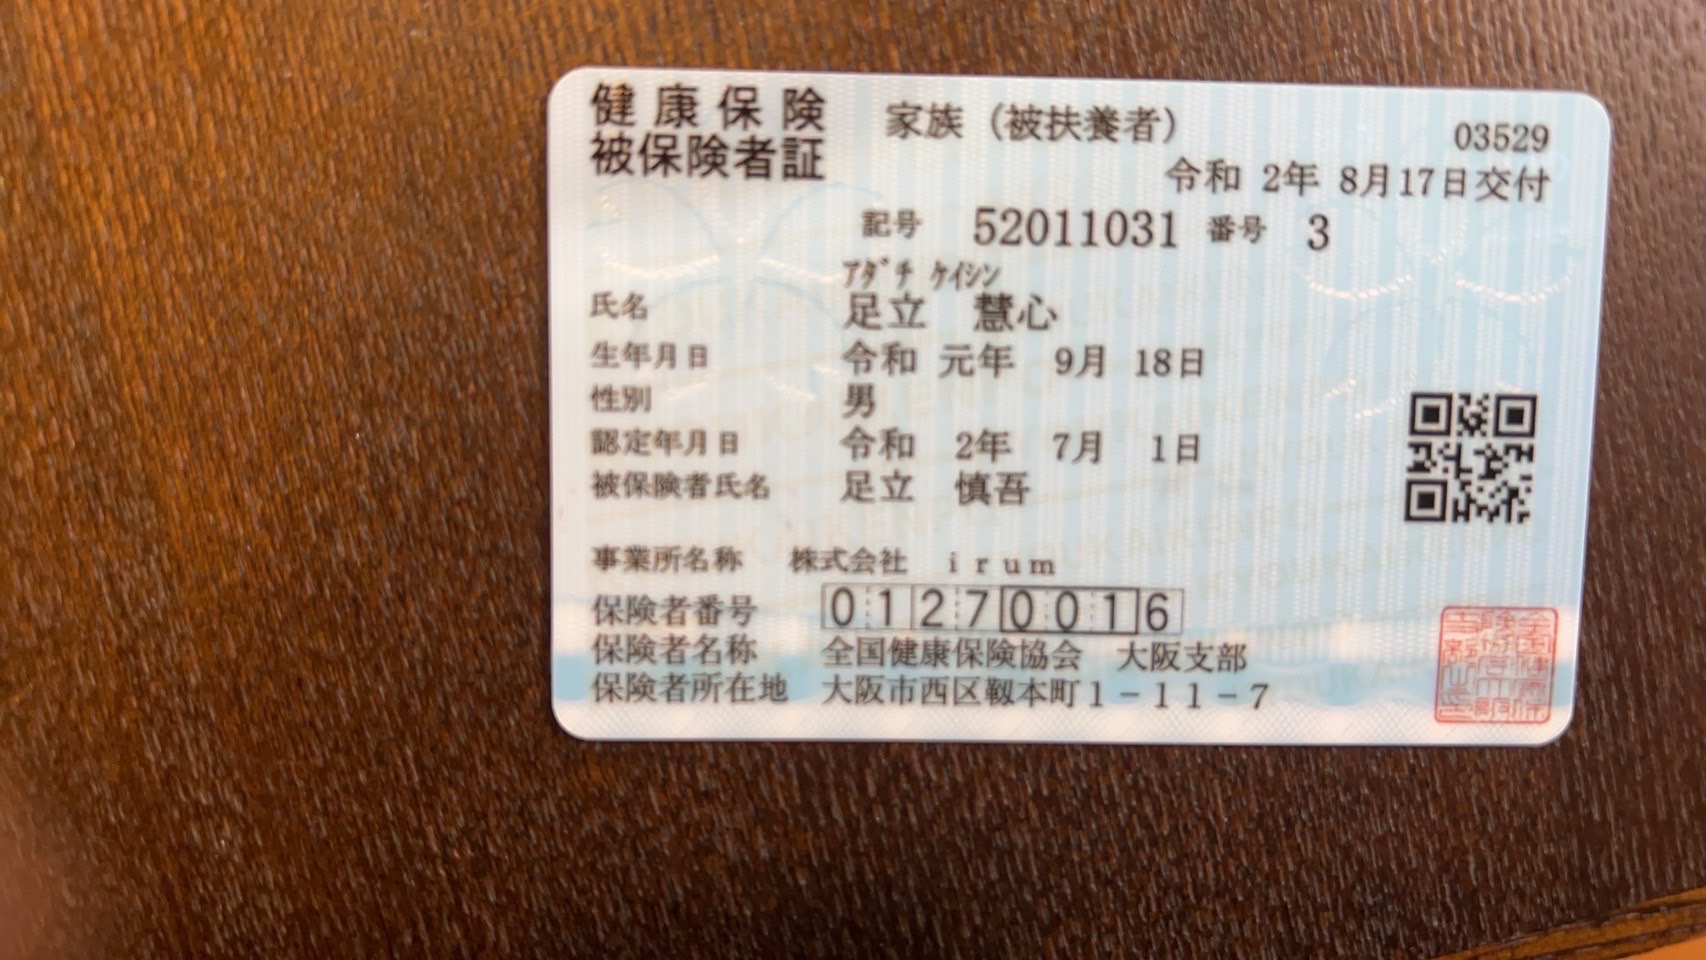 健康保険 家族（被扶養者） 03529
被保険者証 令和 2年 8月17日交付
記号 52011031 番号 3
ｱﾀﾞﾁ ｹｲｼﾝ
氏名 足立 慧心
生年月日 令和 元年 9月 18日
性別 男
認定年月日 令和 2年 7月 1日
被保険者氏名 足立 慎吾
事業所名称 株式会社 ｉｒｕｍ
保険者番号 01270016
保険者名称 全国健康保険協会 大阪支部
保険者所在地 大阪市西区靱本町１－１１－７